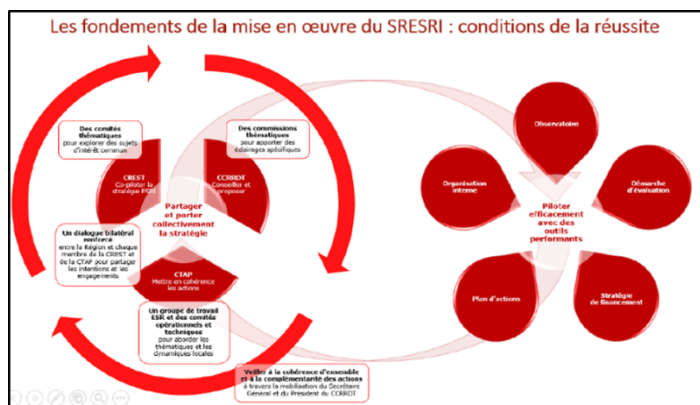 Les fondements de la mise en œuvre du SRESRI : conditions de la réussite
Des comités
thématiques
pour explorer des sujets
d'intérêt commun
Des commissions
thématiques
pour apporter des
éclairages spécifiques
CREST
Co-piloter la
stratégie ESRI
CCRRDT
Conseiller et
proposer
Partager
et porter
collectivement
la stratégie
Un dialogue bilatéral
renforcé
entre la Région et chaque
membre de la CREST et
de la CTAP pour partager
les intentions et les
engagements
CTAP
Mettre en cohérence
les actions
Un groupe de travail
ESR et des comités
opérationnels et
techniques
pour aborder les
thématiques et les
dynamiques locales
Veiller à la cohérence d'ensemble
et à la complémentarité des actions
à travers la mobilisation du Secrétaire
Général et du Président du CCRRDT
Observatoire
Organisation
interne
Démarche
d'évaluation
Piloter
efficacement
avec des
outils
performants
Plan d'actions
Stratégie
de financement